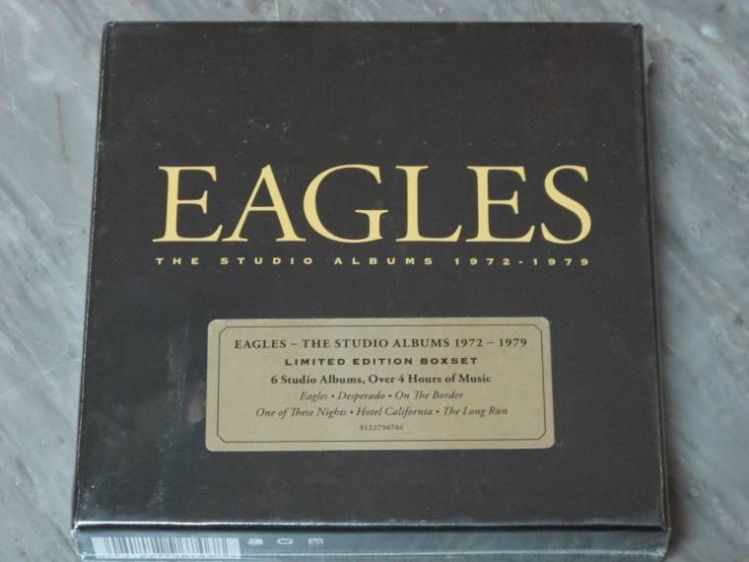 EAGLES
THE STUDIO ALBUMS 1972-1979
EAGLES – THE STUDIO ALBUMS 1972 – 1979
LIMITED EDITION BOXSET
6 Studio Albums, Over 4 Hours of Music
Eagles • Desperado • On The Border
One of These Nights • Hotel California • The Long Run
8122796746